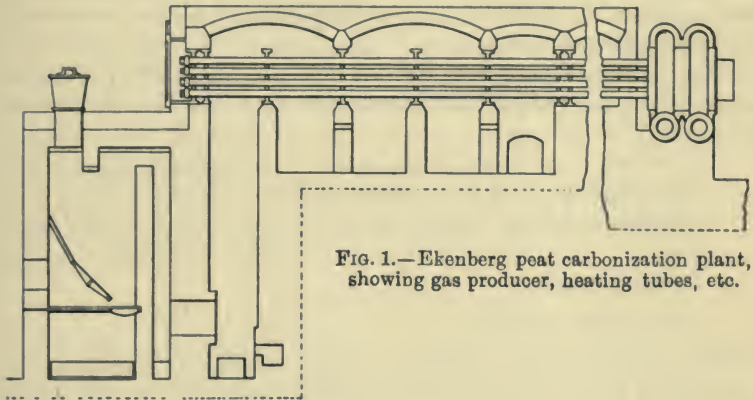 FIG. 1.—Ekenberg peat carbonization plant,
showing gas producer, heating tubes, etc.